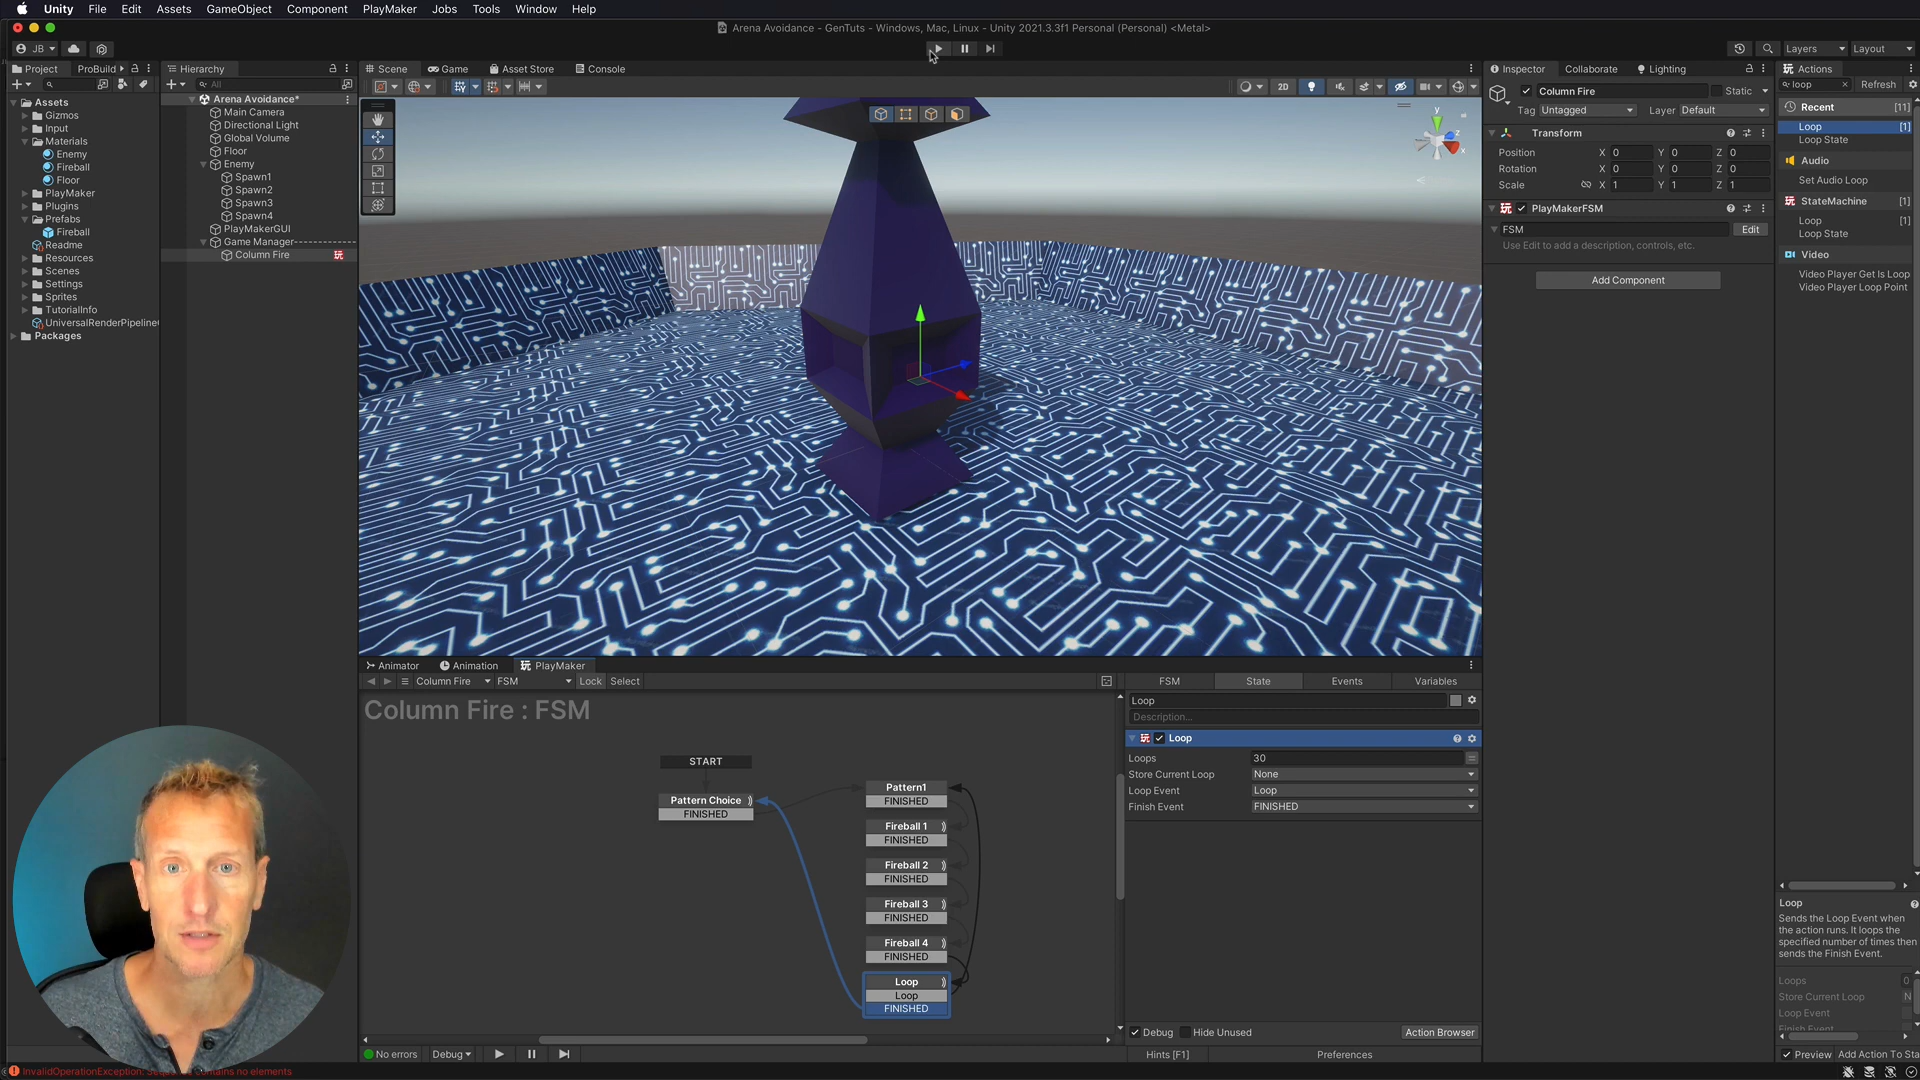 Unity File Edit Assets GameObject Component PlayMaker Jobs Tools Window Help
Arena Avoidance - GenTuts - Windows, Mac, Linux - Unity 2021.3.3f1 Personal (Personal) <Metal>
JB Layers Layout
Project ProBuild Hierarchy Scene Game Asset Store Console Inspector Collaborate Lighting Actions
All
2D
loop Refresh
Assets
Gizmos
Input
Materials
Enemy
Fireball
Floor
PlayMaker
Plugins
Prefabs
Fireball
Readme
Resources
Scenes
Settings
Sprites
TutorialInfo
UniversalRenderPipeline
Packages
Arena Avoidance*
Main Camera
Directional Light
Global Volume
Floor
Enemy
Spawn1
Spawn2
Spawn3
Spawn4
PlayMakerGUI
Game Manager
Column Fire
y
x
Column Fire Static
Tag Untagged Layer Default
Transform
Position X 0 Y 0 Z 0
Rotation X 0 Y 0 Z 0
Scale X 1 Y 1 Z 1
PlayMakerFSM
FSM Edit
Use Edit to add a description, controls, etc.
Add Component
Recent [11]
Loop [1]
Loop State
Audio
Set Audio Loop
StateMachine [1]
Loop [1]
Loop State
Video
Video Player Get Is Loop
Video Player Loop Point
Animator Animation PlayMaker
Column Fire FSM Lock Select
Column Fire : FSM
START
Pattern Choice
FINISHED
Pattern1
FINISHED
Fireball 1
FINISHED
Fireball 2
FINISHED
Fireball 3
FINISHED
Fireball 4
FINISHED
Loop
Loop
FINISHED
FSM State Events Variables
Loop
Description...
Loop
Loops 30
Store Current Loop None
Loop Event Loop
Finish Event FINISHED
Debug Hide Unused Action Browser
Hints [F1] Preferences
No errors Debug
Loop
Sends the Loop Event when
the action runs. It loops the
specified number of times then
sends the Finish Event.
Loops 0
Store Current Loop N
Loop Event
Finish Event
Preview Add Action To Sta
InvalidOperationException: contains no elements